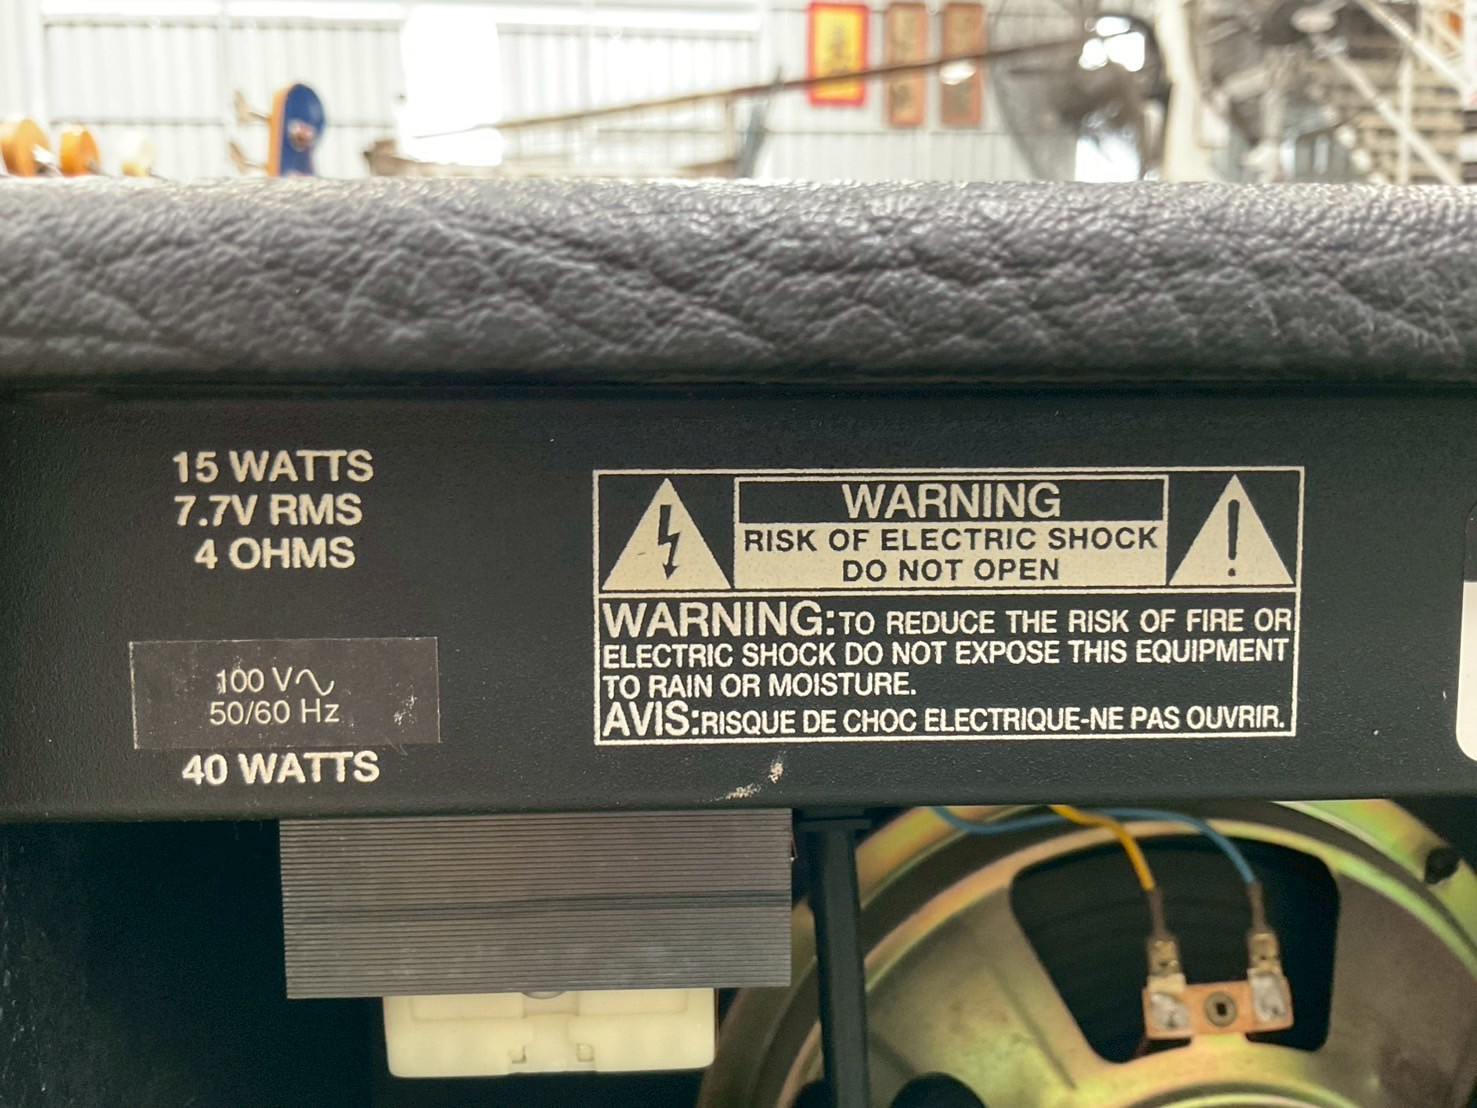 15 WATTS
7.7V RMS
4 OHMS
100 V∿
50/60 Hz
40 WATTS
WARNING
RISK OF ELECTRIC SHOCK
DO NOT OPEN
WARNING: TO REDUCE THE RISK OF FIRE OR
ELECTRIC SHOCK DO NOT EXPOSE THIS EQUIPMENT
TO RAIN OR MOISTURE.
AVIS: RISQUE DE CHOC ELECTRIQUE-NE PAS OUVRIR.